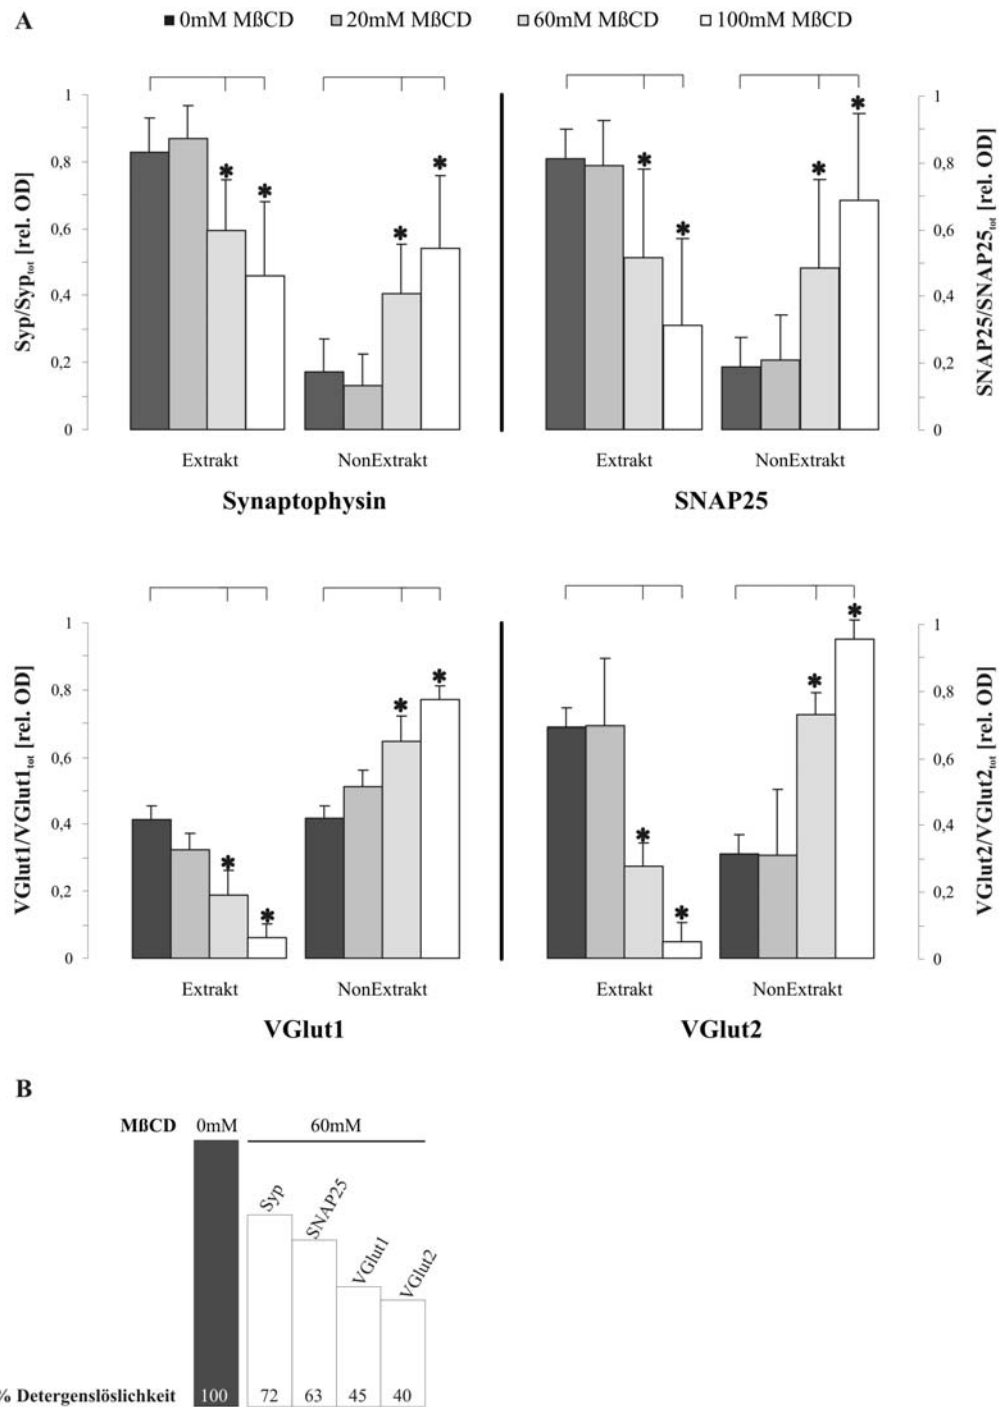 A
0mM MßCD 20mM MßCD 60mM MßCD 100mM MßCD
Syp/Syptot [rel. OD]
1
0,8
0,6
0,4
0,2
0
* * * *
Extrakt NonExtrakt
Synaptophysin
* * * *
Extrakt NonExtrakt
SNAP25
1
0,8
0,6
0,4
0,2
0
SNAP25/SNAP25tot [rel. OD]
VGlut1/VGlut1tot [rel. OD]
1
0,8
0,6
0,4
0,2
0
* * * *
Extrakt NonExtrakt
VGlut1
* * * *
Extrakt NonExtrakt
VGlut2
1
0,8
0,6
0,4
0,2
0
VGlut2/VGlut2tot [rel. OD]
B
MßCD 0mM 60mM
Syp
SNAP25
VGlut1
VGlut2
% Detergenslöslichkeit 100 72 63 45 40